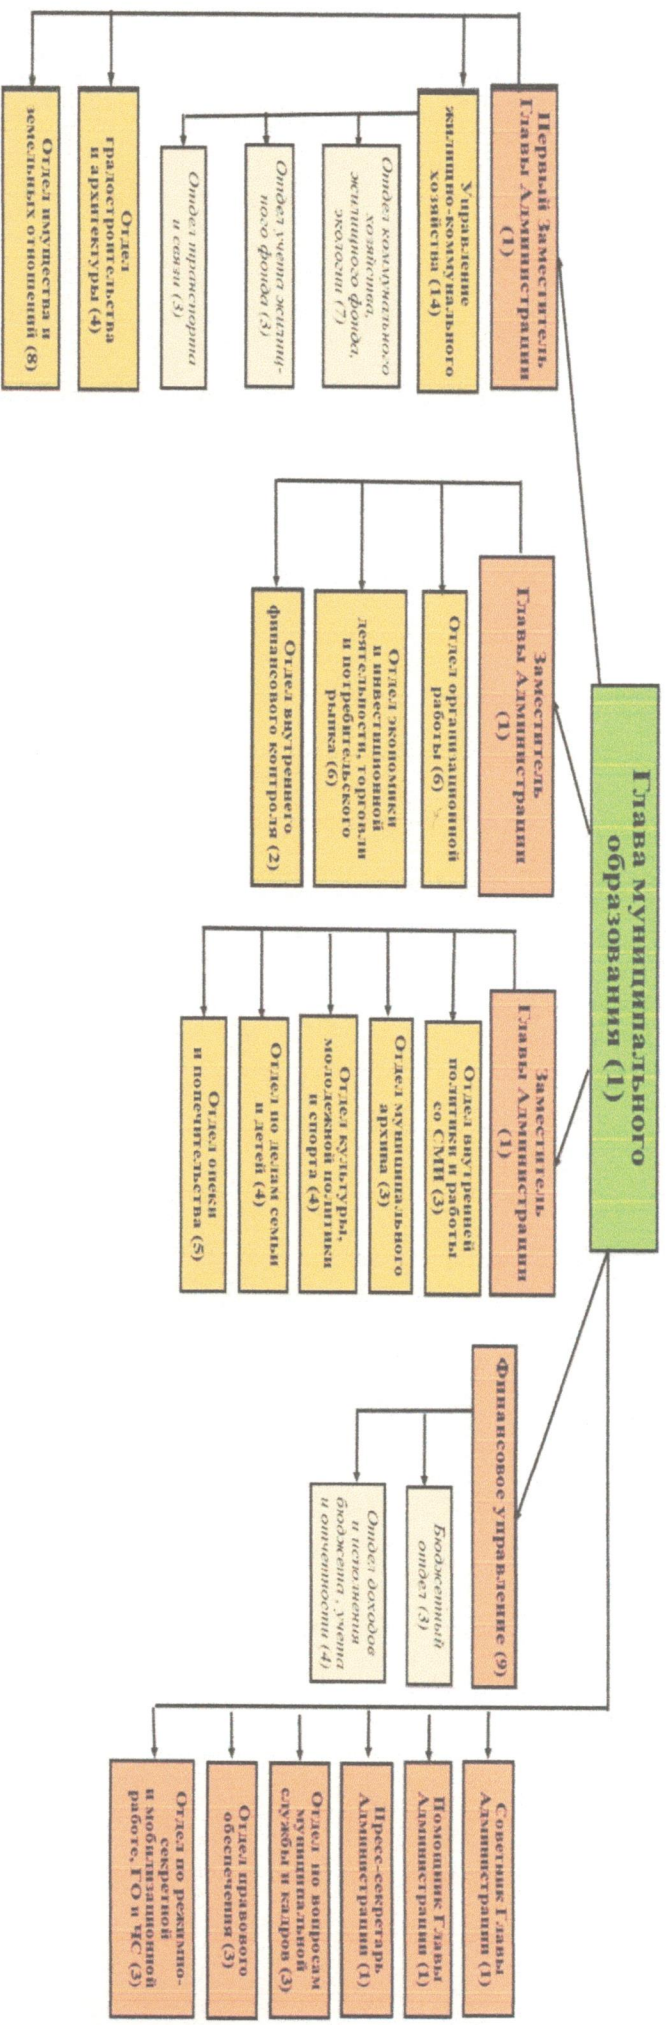 Глава муниципального
образования (1)
Первый Заместитель
Главы Администрации
(1)
Управление
жилищно-коммунального
хозяйства (14)
Отдел коммунального
хозяйства,
жилищного фонда,
экологии (7)
Отдел учета жилищ-
ного фонда (3)
Отдел транспорта
и связи (3)
Отдел
градостроительства
и архитектуры (4)
Отдел имущества и
земельных отношений (8)
Заместитель
Главы Администрации
(1)
Отдел организационной
работы (6)
Отдел экономики
и инвестиционной
деятельности, торговли
и потребительского
рынка (6)
Отдел внутреннего
финансового контроля (2)
Заместитель
Главы Администрации
(1)
Отдел внутренней
политики и работы
со СМИ (3)
Отдел муниципального
архива (3)
Отдел культуры,
молодежной политики
и спорта (4)
Отдел по делам семьи
и детей (4)
Отдел опеки
и попечительства (5)
Финансовое управление (9)
Бюджетный
отдел (3)
Отдел доходов
и исполнения
бюджета , учета
и отчетности (4)
Советник Главы
Администрации (1)
Помощник Главы
Администрации (1)
Пресс-секретарь
Администрации (1)
Отдел по вопросам
муниципальной
службы и кадров (3)
Отдел правового
обеспечения (3)
Отдел по режимно-
секретной
и мобилизационной
работе, ГО и ЧС (3)